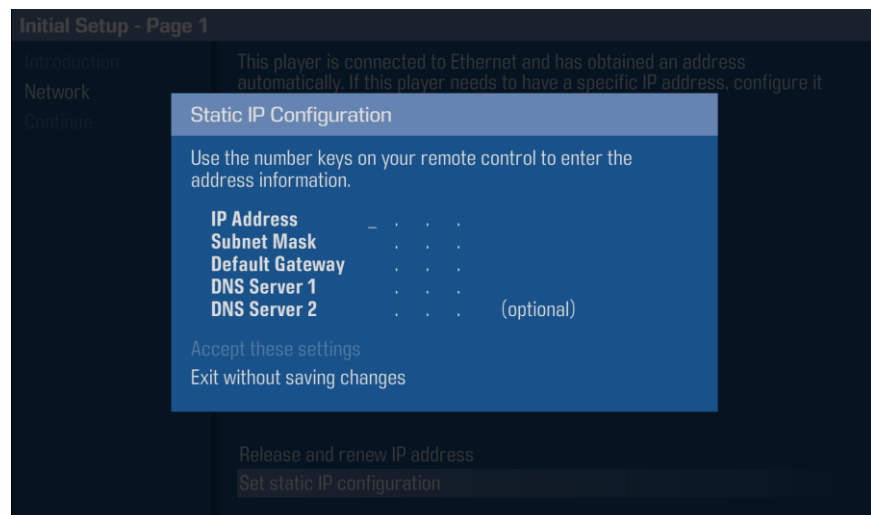 Initial Setup - Page 1
Introduction
Network
Continue
This player is connected to Ethernet and has obtained an address
automatically. If this player needs to have a specific IP address, configure it
Static IP Configuration
Use the number keys on your remote control to enter the
address information.
IP Address _ . . .
Subnet Mask . . .
Default Gateway . . .
DNS Server 1 . . .
DNS Server 2 . . . (optional)
Accept these settings
Exit without saving changes
Release and renew IP address
Set static IP configuration